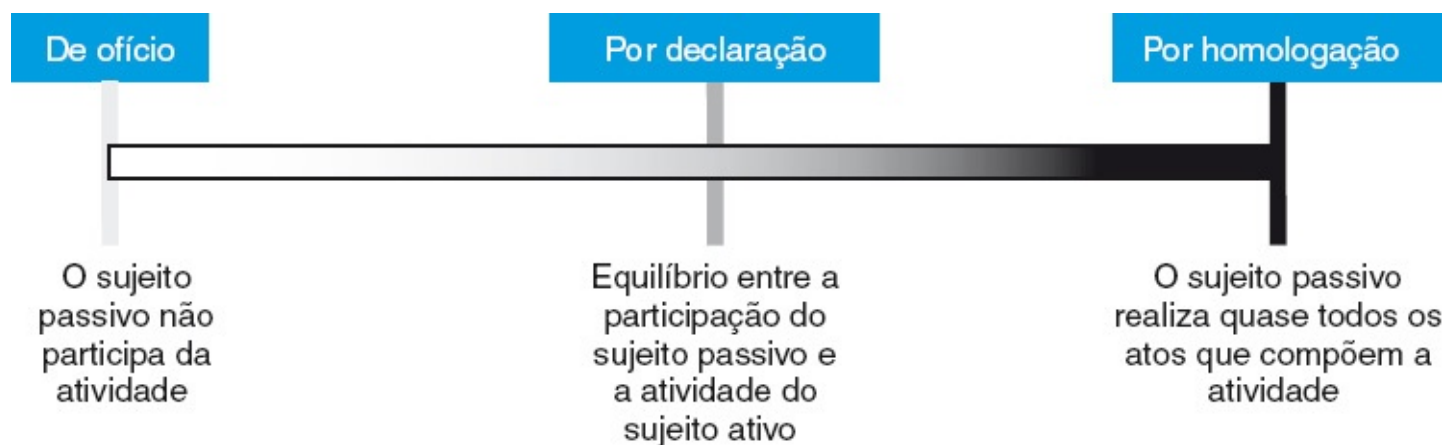 De ofício
Por declaração
Por homologação
O sujeito
passivo não
participa da
atividade
Equilíbrio entre a
participação do
sujeito passivo e
a atividade do
sujeito ativo
O sujeito passivo
realiza quase todos os
atos que compõem a
atividade